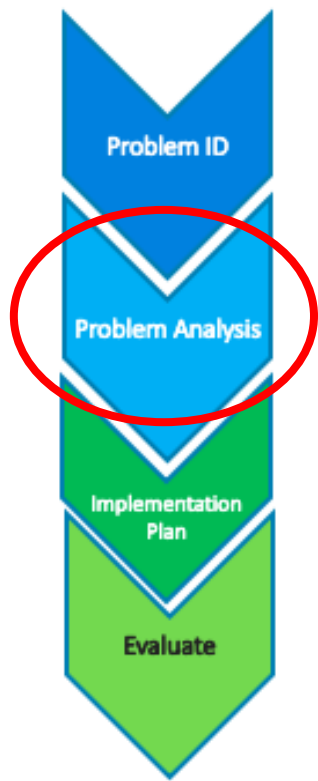 Problem ID
Problem Analysis
Implementation
Plan
Evaluate